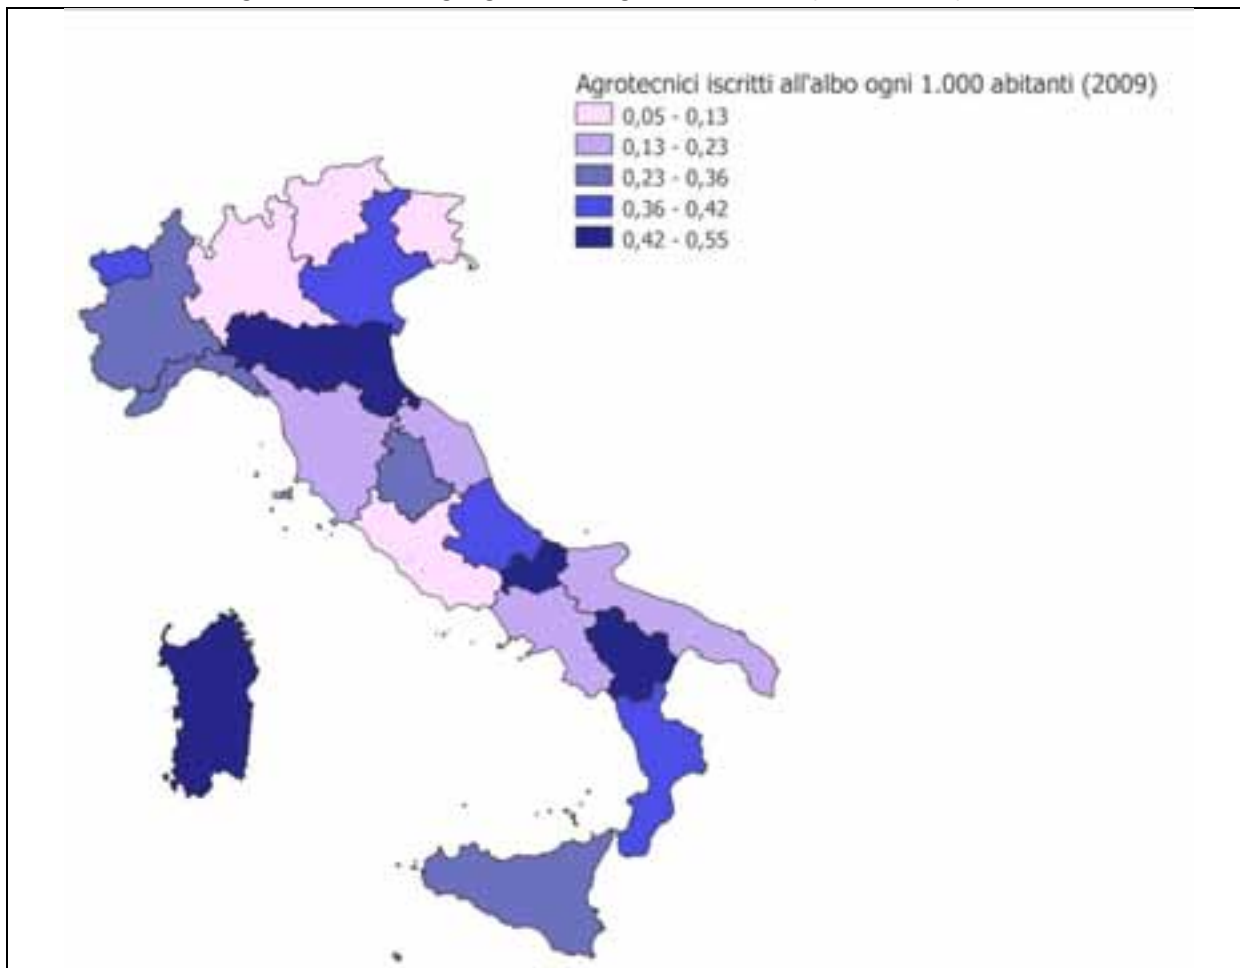 Agrotecnici iscritti all'albo ogni 1.000 abitanti (2009)
0,05 - 0,13
0,13 - 0,23
0,23 - 0,36
0,36 - 0,42
0,42 - 0,55